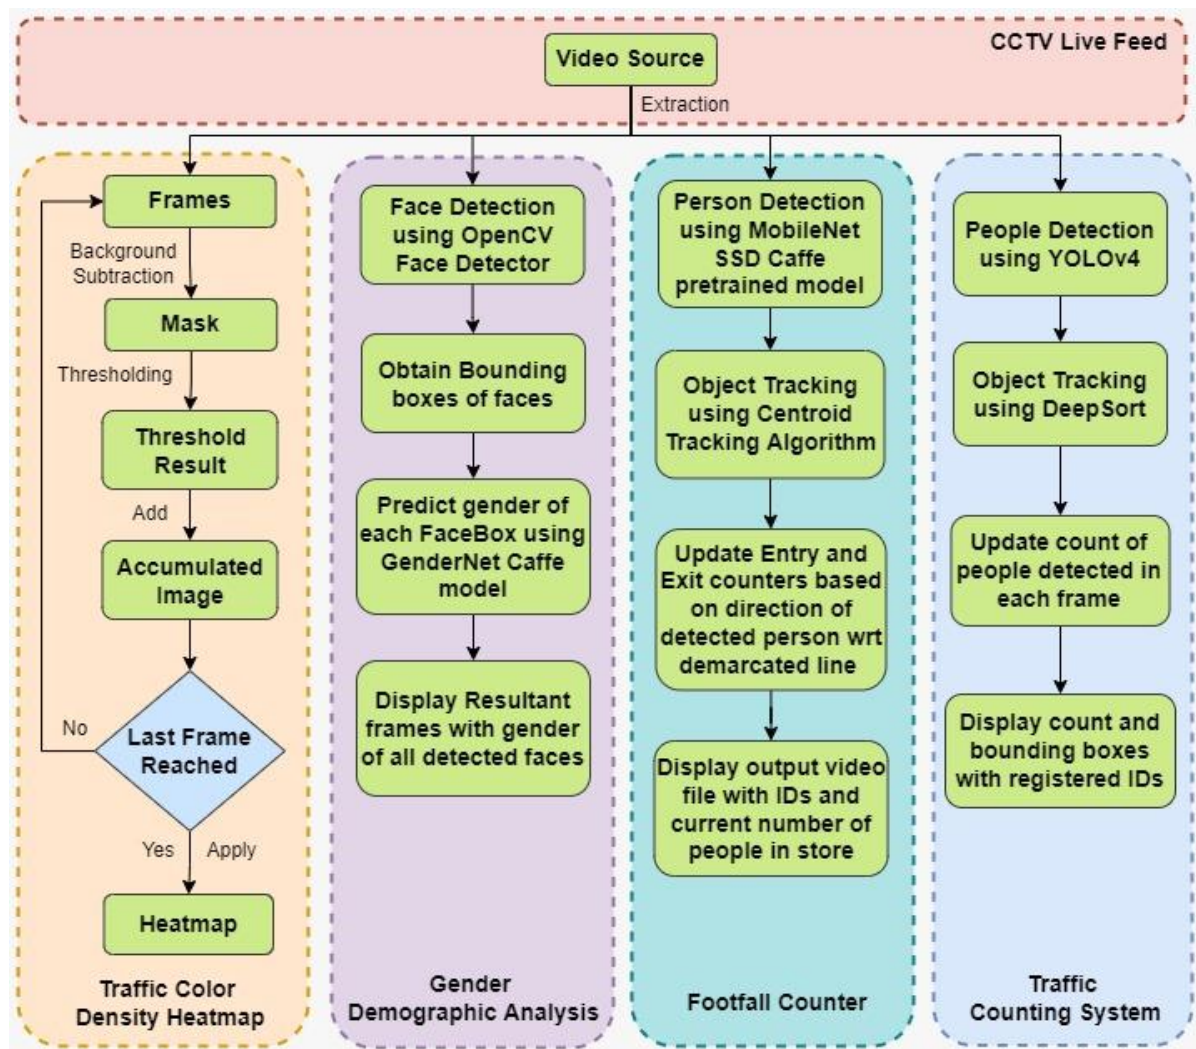 CCTV Live Feed
Video Source
Extraction
Frames
Background
Subtraction
Mask
Thresholding
Threshold
Result
Add
Accumulated
Image
Last Frame
Reached
No
Yes
Apply
Heatmap
Traffic Color
Density Heatmap
Face Detection
using OpenCV
Face Detector
Obtain Bounding
boxes of faces
Predict gender of
each FaceBox using
GenderNet Caffe
model
Display Resultant
frames with gender
of all detected faces
Gender
Demographic Analysis
Person Detection
using MobileNet
SSD Caffe
pretrained model
Object Tracking
using Centroid
Tracking Algorithm
Update Entry and
Exit counters based
on direction of
detected person wrt
demarcated line
Display output video
file with IDs and
current number of
people in store
Footfall Counter
People Detection
using YOLOv4
Object Tracking
using DeepSort
Update count of
people detected in
each frame
Display count and
bounding boxes
with registered IDs
Traffic
Counting System